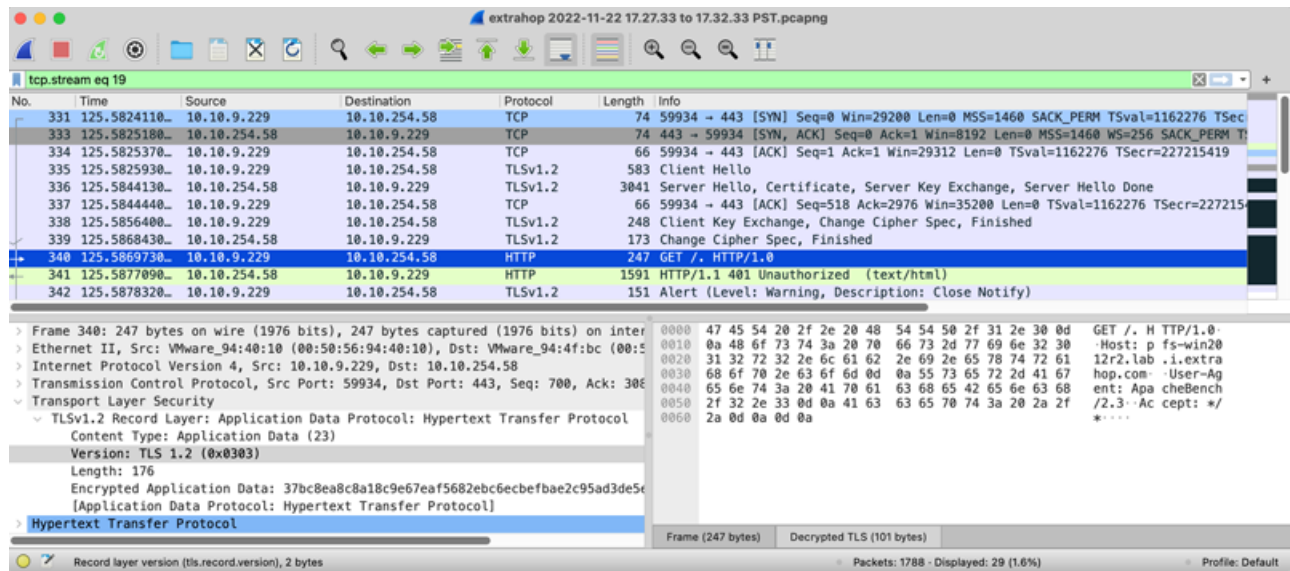 extrahop 2022-11-22 17.27.33 to 17.32.33 PST.pcapng
tcp.stream eq 19
No. Time Source Destination Protocol Length Info
331 125.5824110… 10.10.9.229 10.10.254.58 TCP 74 59934 → 443 [SYN] Seq=0 Win=29200 Len=0 MSS=1460 SACK_PERM TSval=1162276 TSec
333 125.5825180… 10.10.254.58 10.10.9.229 TCP 74 443 → 59934 [SYN, ACK] Seq=0 Ack=1 Win=8192 Len=0 MSS=1460 WS=256 SACK_PERM T
334 125.5825370… 10.10.9.229 10.10.254.58 TCP 66 59934 → 443 [ACK] Seq=1 Ack=1 Win=29312 Len=0 TSval=1162276 TSecr=227215419
335 125.5825930… 10.10.9.229 10.10.254.58 TLSv1.2 583 Client Hello
336 125.5844130… 10.10.254.58 10.10.9.229 TLSv1.2 3041 Server Hello, Certificate, Server Key Exchange, Server Hello Done
337 125.5844440… 10.10.9.229 10.10.254.58 TCP 66 59934 → 443 [ACK] Seq=518 Ack=2976 Win=35200 Len=0 TSval=1162276 TSecr=2272154
338 125.5856400… 10.10.9.229 10.10.254.58 TLSv1.2 248 Client Key Exchange, Change Cipher Spec, Finished
339 125.5868430… 10.10.254.58 10.10.9.229 TLSv1.2 173 Change Cipher Spec, Finished
340 125.5869730… 10.10.9.229 10.10.254.58 HTTP 247 GET /. HTTP/1.0
341 125.5877090… 10.10.254.58 10.10.9.229 HTTP 1591 HTTP/1.1 401 Unauthorized (text/html)
342 125.5878320… 10.10.9.229 10.10.254.58 TLSv1.2 151 Alert (Level: Warning, Description: Close Notify)
Frame 340: 247 bytes on wire (1976 bits), 247 bytes captured (1976 bits) on inter
Ethernet II, Src: VMware_94:40:10 (00:50:56:94:40:10), Dst: VMware_94:4f:bc (00:5
Internet Protocol Version 4, Src: 10.10.9.229, Dst: 10.10.254.58
Transmission Control Protocol, Src Port: 59934, Dst Port: 443, Seq: 700, Ack: 308
Transport Layer Security
TLSv1.2 Record Layer: Application Data Protocol: Hypertext Transfer Protocol
Content Type: Application Data (23)
Version: TLS 1.2 (0x0303)
Length: 176
Encrypted Application Data: 37bc8ea8c8a18c9e67eaf5682ebc6ecbefbae2c95ad3de5e
[Application Data Protocol: Hypertext Transfer Protocol]
Hypertext Transfer Protocol
0000 47 45 54 20 2f 2e 20 48 54 54 50 2f 31 2e 30 0d GET /. H TTP/1.0·
0010 0a 48 6f 73 74 3a 20 70 66 73 2d 77 69 6e 32 30 ·Host: p fs-win20
0020 31 32 72 32 2e 6c 61 62 2e 69 2e 65 78 74 72 61 12r2.lab .i.extra
0030 68 6f 70 2e 63 6f 6d 0d 0a 55 73 65 72 2d 41 67 hop.com· ·User-Ag
0040 65 6e 74 3a 20 41 70 61 63 68 65 42 65 6e 63 68 ent: Apa cheBench
0050 2f 32 2e 33 0d 0a 41 63 63 65 70 74 3a 20 2a 2f /2.3··Ac cept: */
0060 2a 0d 0a 0d 0a *····
Frame (247 bytes) Decrypted TLS (101 bytes)
Record layer version (tls.record.version), 2 bytes Packets: 1788 · Displayed: 29 (1.6%) Profile: Default